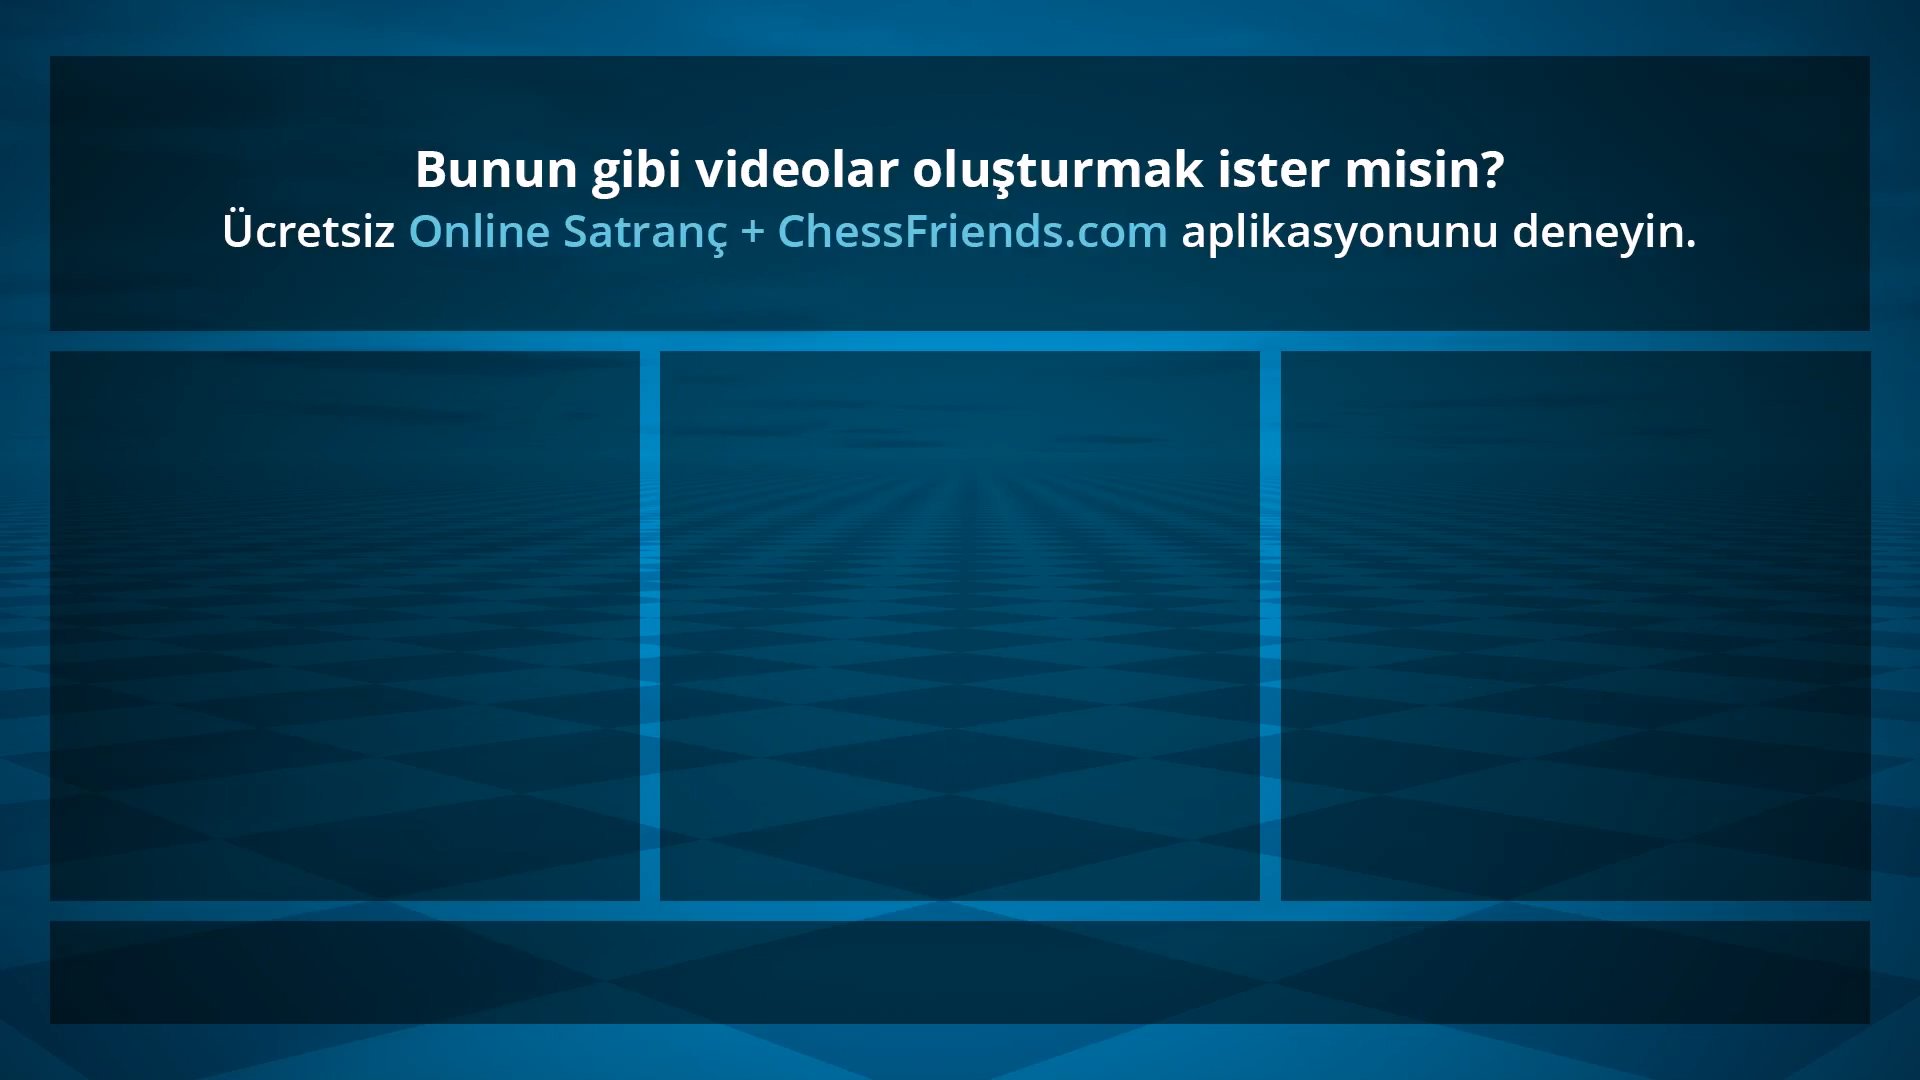 Bunun gibi videolar oluşturmak ister misin?
Ücretsiz Online Satranç + ChessFriends.com aplikasyonunu deneyin.